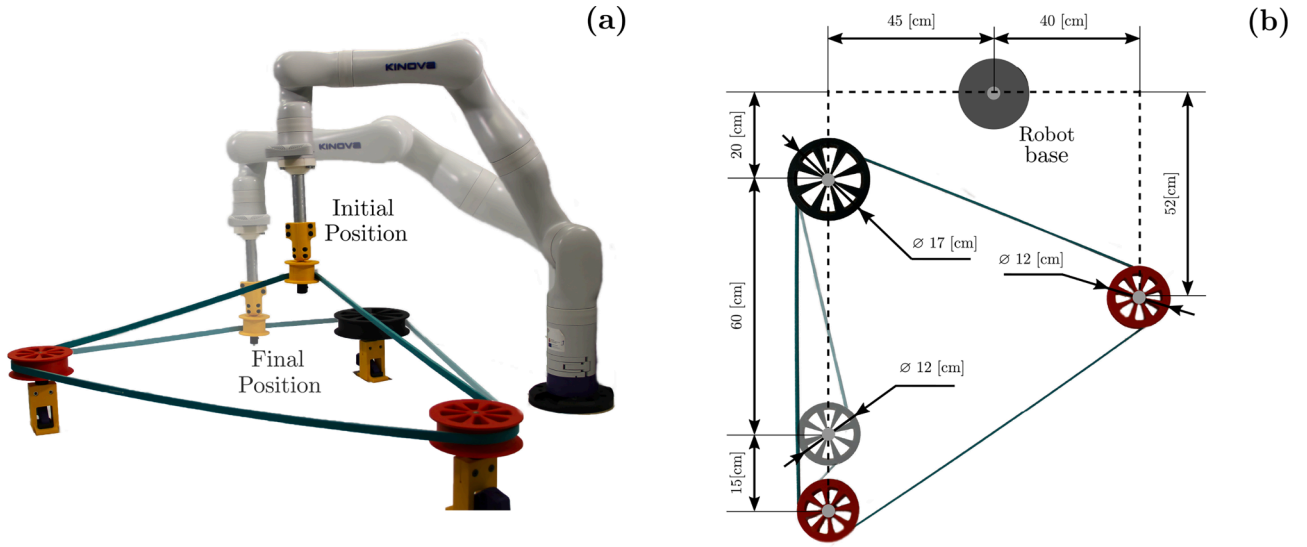 (a)
KINOVA
KINOVA
Initial
Position
Final
Position
(b)
45 [cm]
40 [cm]
20 [cm]
Robot
base
52[cm]
∅ 17 [cm]
∅ 12 [cm]
60 [cm]
∅ 12 [cm]
15[cm]